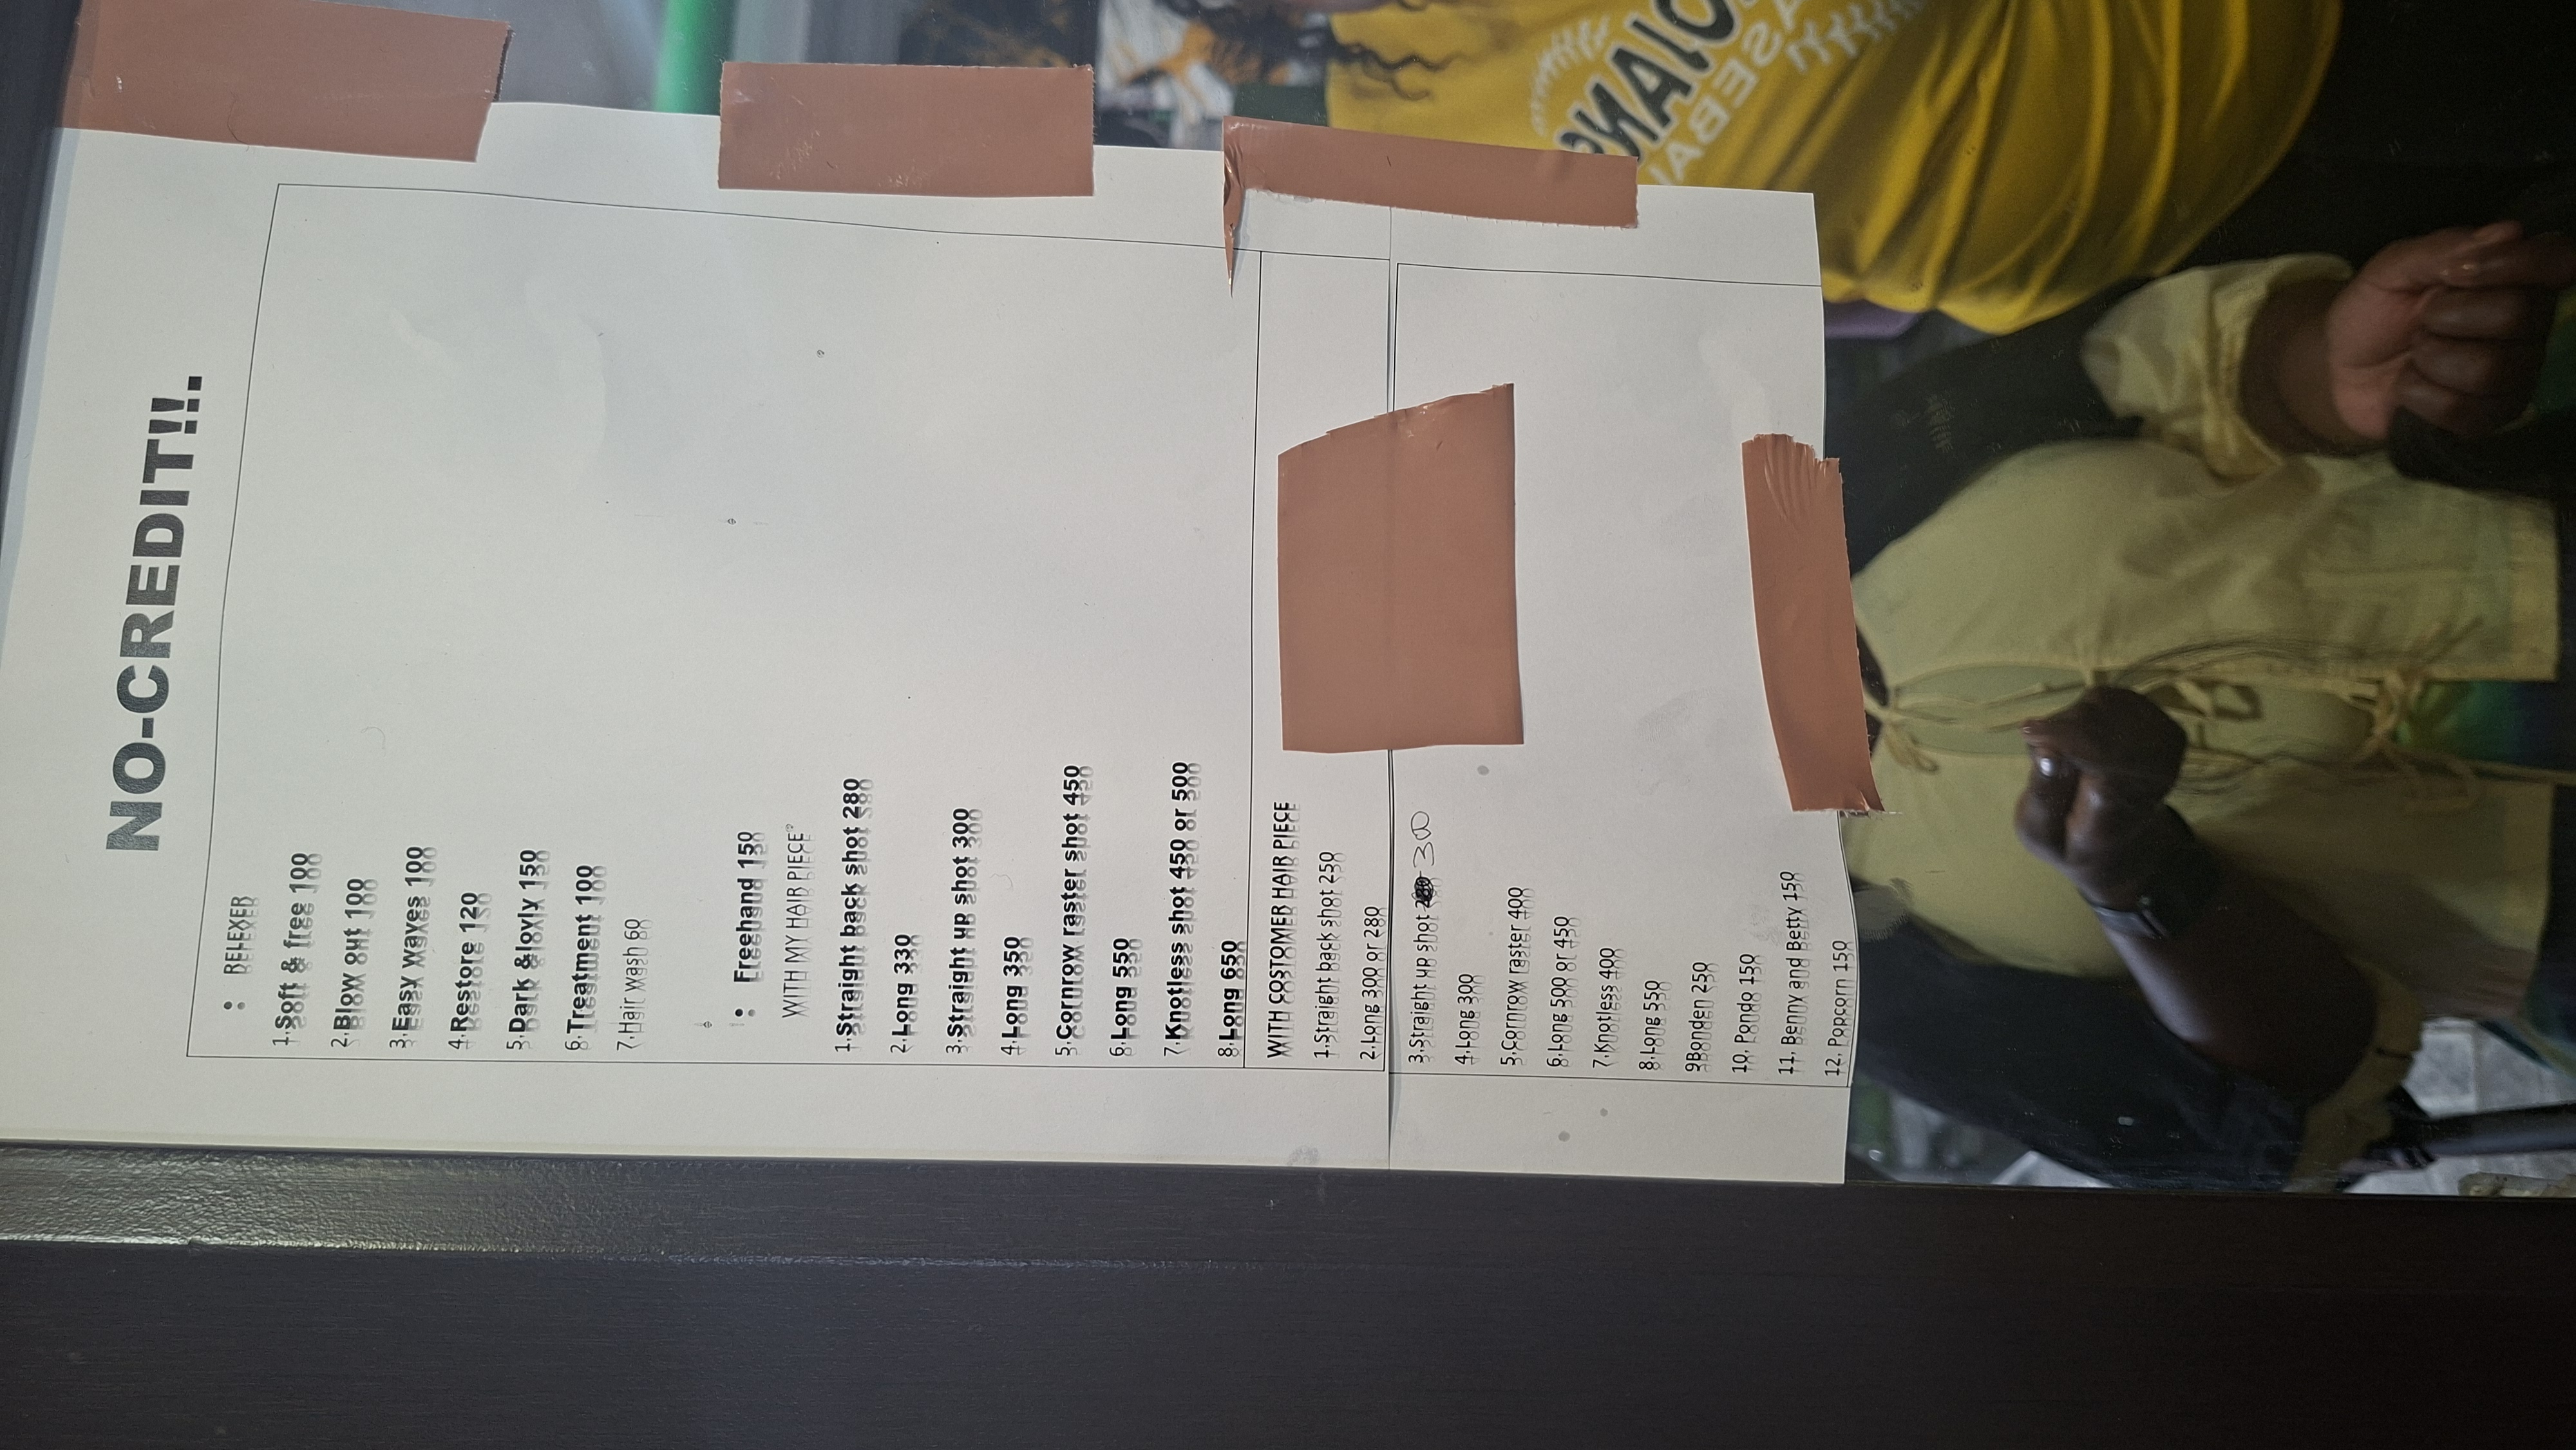 NO-CREDIT!!.
• RELEXER
1.Soft & free 100
2.Blow out 100
3.Easy waves 100
4.Restore 120
5.Dark &lovly 150
6.Treatment 100
7.Hair wash 60
• Freehand 150
WITH MY HAIR PIECE
1.Straight back shot 280
2.Long 330
3.Straight up shot 300
4.Long 350
5.Cornrow raster shot 450
6.Long 550
7.Knotless shot 450 or 500
8.Long 650
WITH COSTOMER HAIR PIECE
1.Straight back shot 250
2.Long 300 or 280
3.Straight up shot 300
4.Long 300
5.Cornrow raster 400
6.Long 500 or 450
7.Knotless 400
8.Long 550
9Bonden 250
10. Pondo 150
11. Benny and Betty 150
12. Popcorn 150